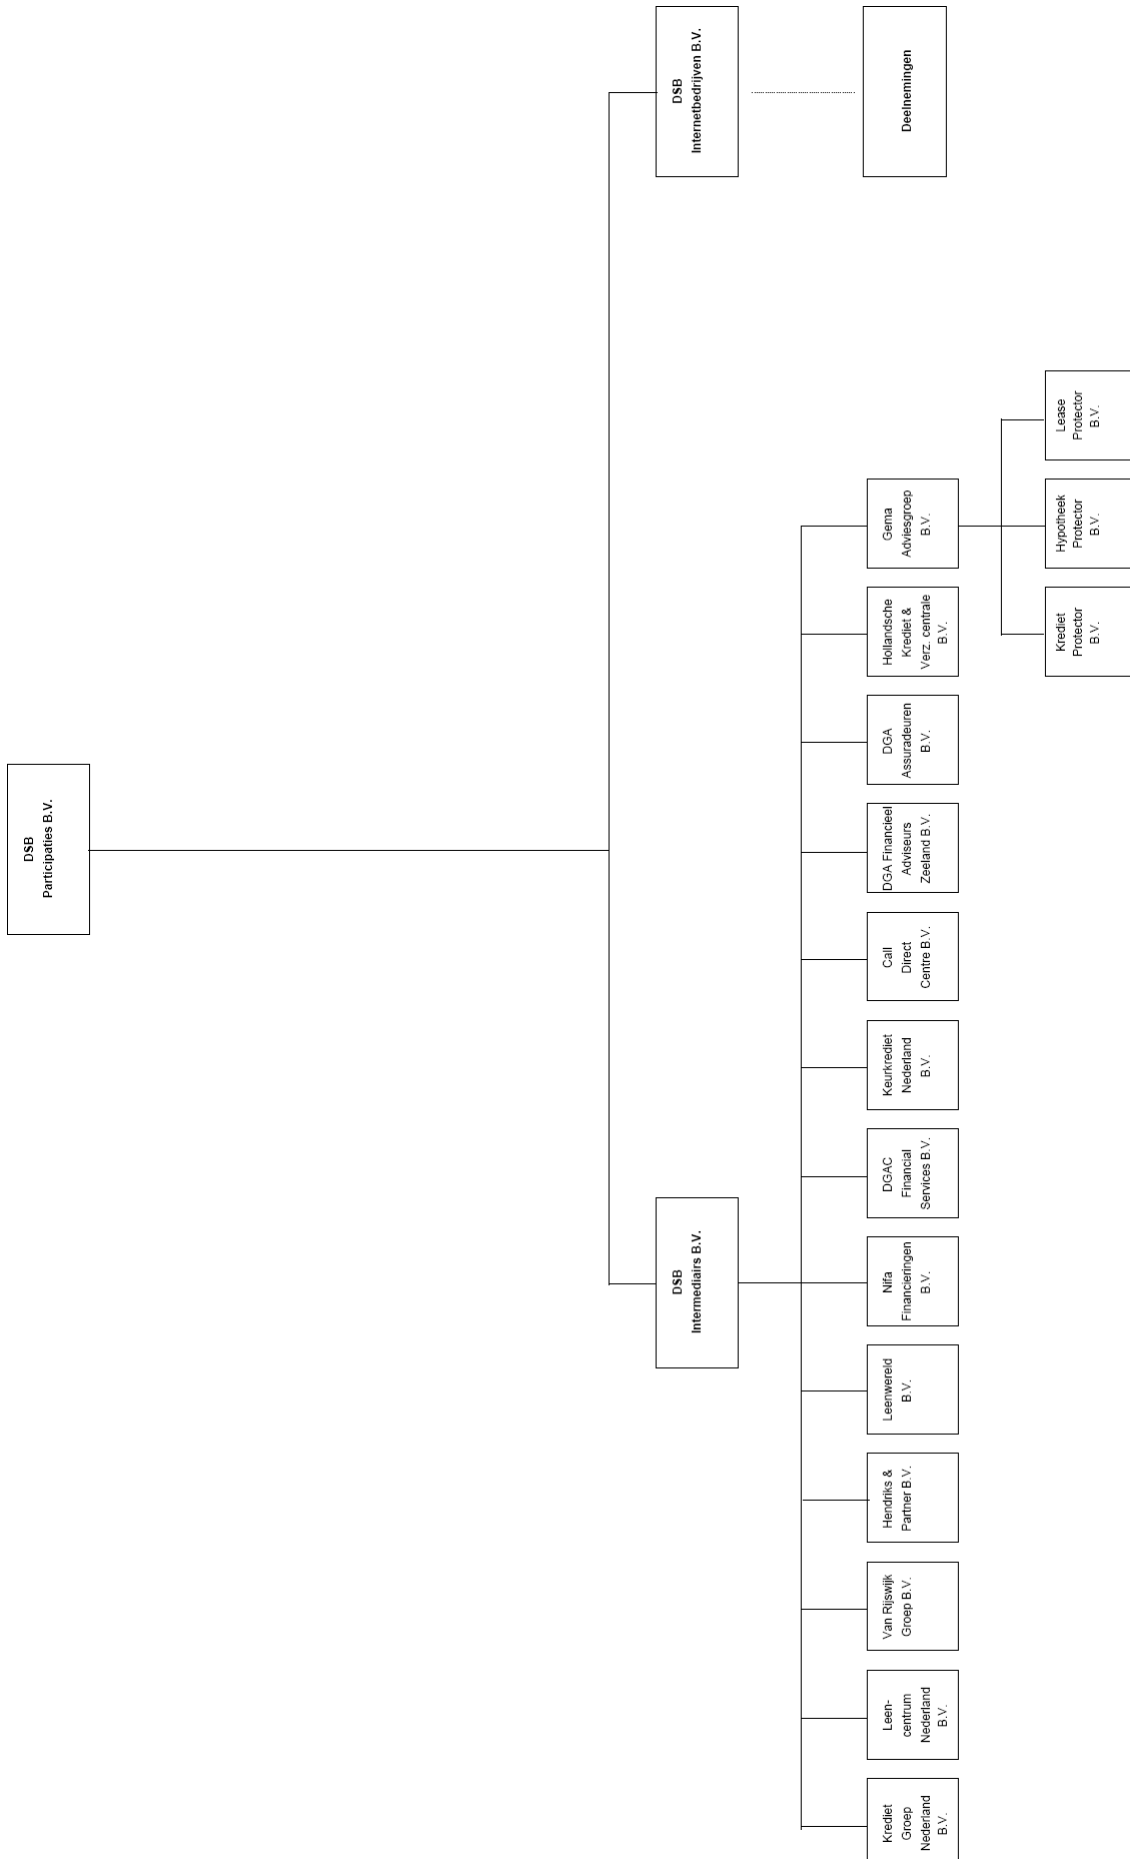 DSB
Participaties B.V.
DSB
Intermediairs B.V.
DSB
Internetbedrijven B.V.
Deelnemingen
Krediet
Groep
Nederland
B.V.
Leen-
centrum
Nederland
B.V.
Van Rijswijk
Groep B.V.
Hendriks &
Partner B.V.
Leenwereld
B.V.
Nifa
Financieringen
B.V.
DGAC
Financial
Services B.V.
Keurkrediet
Nederland
B.V.
Call
Direct
Centre B.V.
DGA Financieel
Adviseurs
Zeeland B.V.
DGA
Assuradeuren
B.V.
Hollandsche
Krediet &
Verz. centrale
B.V.
Gema
Adviesgroep
B.V.
Krediet
Protector
B.V.
Hypotheek
Protector
B.V.
Lease
Protector
B.V.